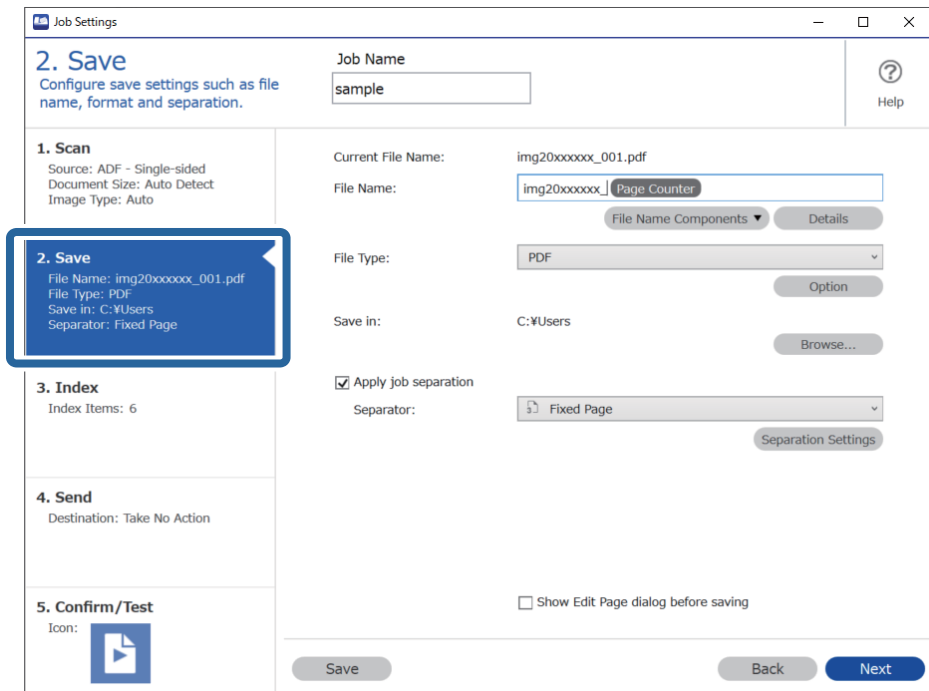 Job Settings
2. Save
Configure save settings such as file
name, format and separation.
Job Name
sample
Help
1. Scan
Source: ADF - Single-sided
Document Size: Auto Detect
Image Type: Auto
2. Save
File Name: img20xxxxxx_001.pdf
File Type: PDF
Save in: C:¥Users
Separator: Fixed Page
3. Index
Index Items: 6
4. Send
Destination: Take No Action
5. Confirm/Test
Icon:
Current File Name: img20xxxxxx_001.pdf
File Name: img20xxxxxx_ Page Counter
File Name Components ▼ Details
File Type: PDF
Option
Save in: C:¥Users
Browse...
Apply job separation
Separator: Fixed Page
Separation Settings
Show Edit Page dialog before saving
Save Back Next